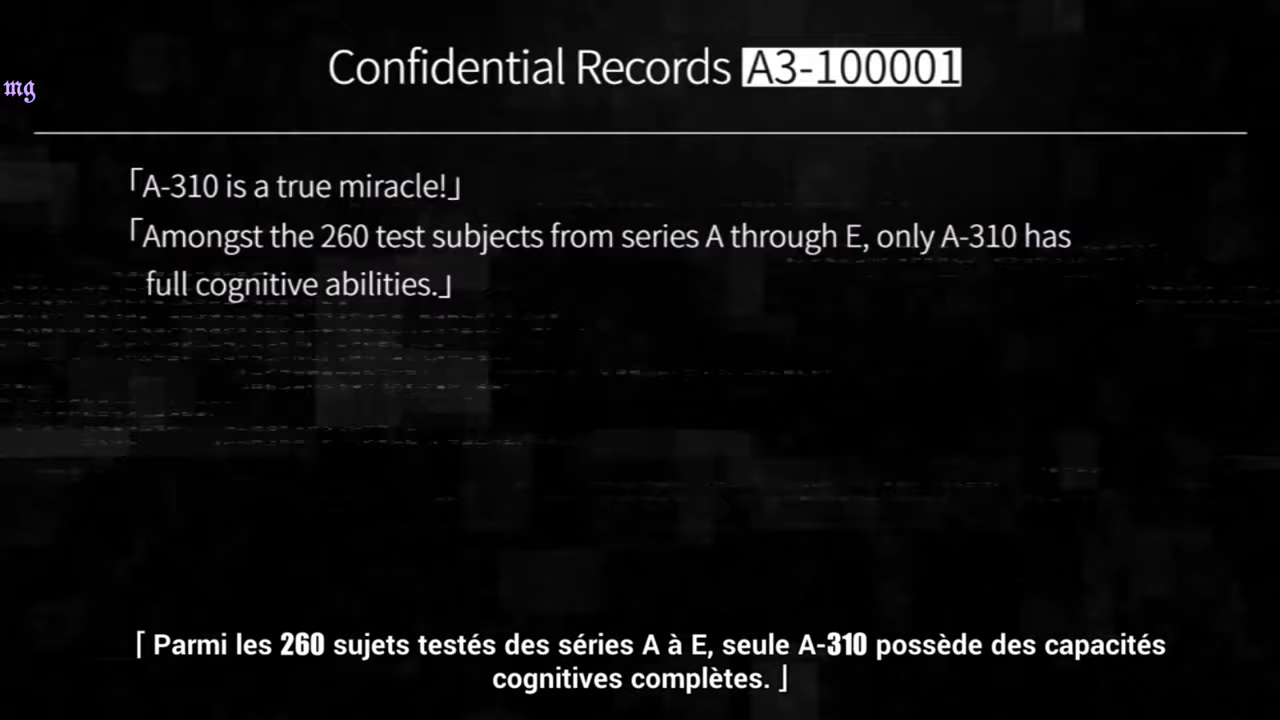 Confidential Records A3-100001
mg
「A-310 is a true miracle!」
「Amongst the 260 test subjects from series A through E, only A-310 has
full cognitive abilities.」
⌈ Parmi les 260 sujets testés des séries A à E, seule A-310 possède des capacités
cognitives complètes. ⌋